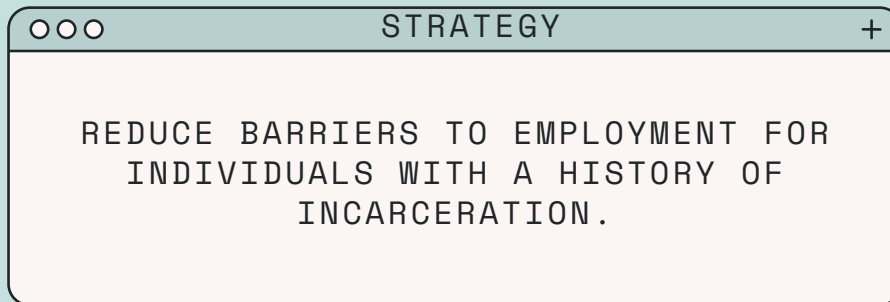 STRATEGY
REDUCE BARRIERS TO EMPLOYMENT FOR
INDIVIDUALS WITH A HISTORY OF
INCARCERATION.